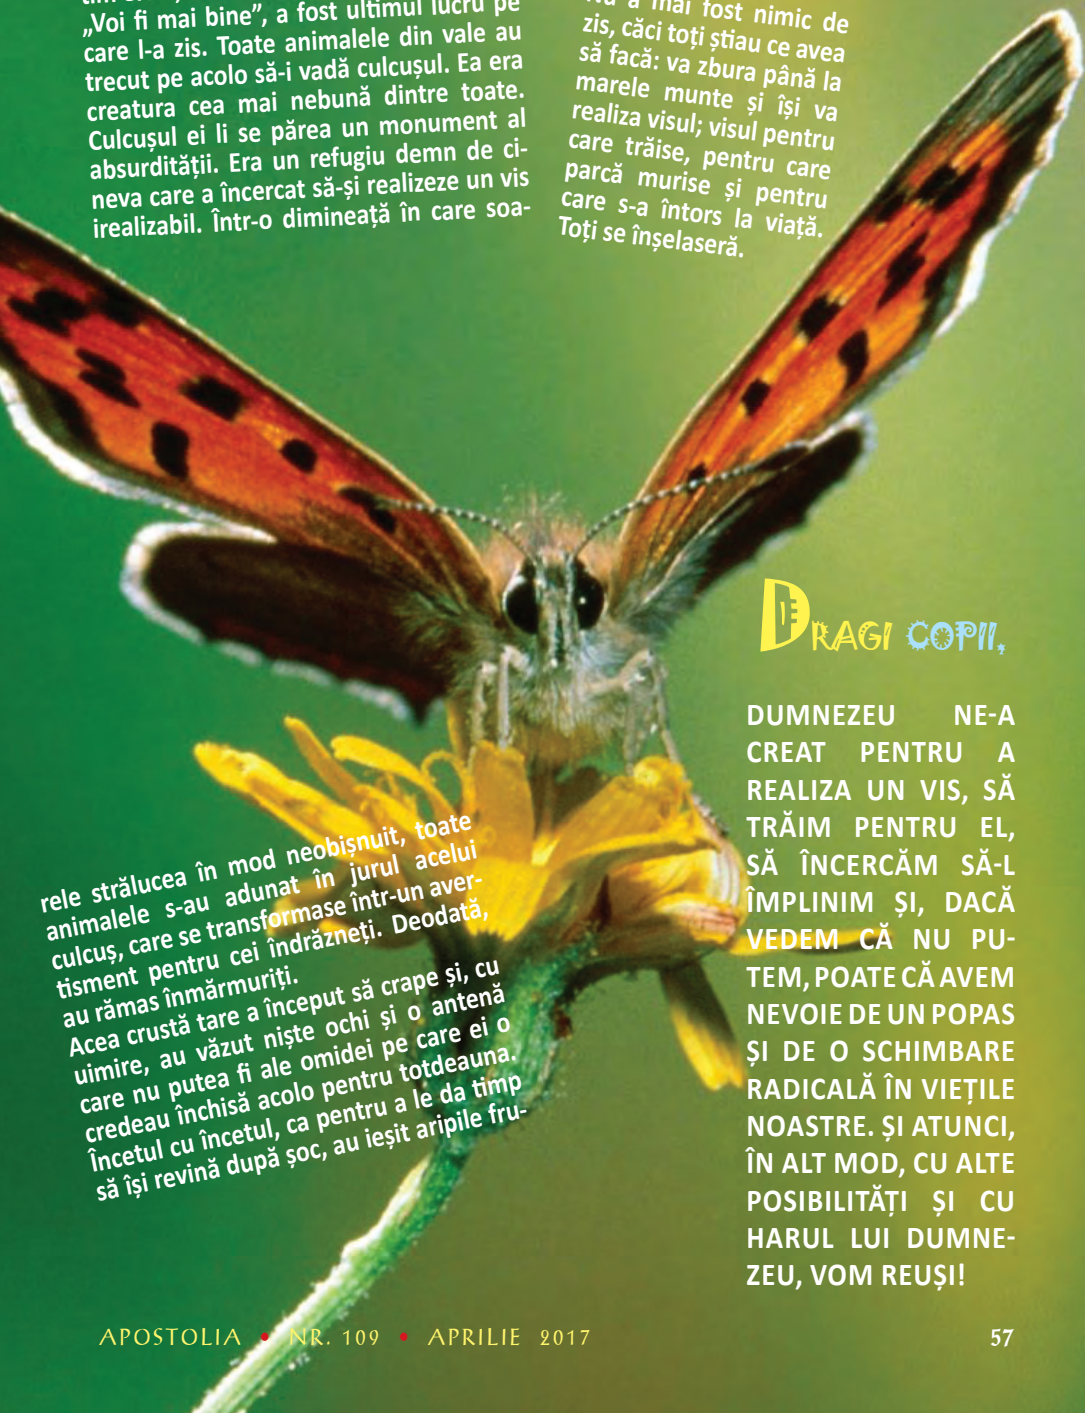 „Voi fi mai bine”, a fost ultimul lucru pe
care l-a zis. Toate animalele din vale au
trecut pe acolo să-i vadă culcușul. Ea era
creatura cea mai nebună dintre toate.
Culcușul ei li se părea un monument al
absurdității. Era un refugiu demn de ci-
neva care a încercat să-și realizeze un vis
irealizabil. Într-o dimineață în care soa-
rele strălucea în mod neobișnuit, toate
animalele s-au adunat în jurul acelui
culcuș, care se transformase într-un aver-
tisment pentru cei îndrăzneți. Deodată,
au rămas înmărmuriți.
Acea crustă tare a început să crape și, cu
uimire, au văzut niște ochi și o antenă
care nu putea fi ale omidei pe care ei o
credeau închisă acolo pentru totdeauna.
Încetul cu încetul, ca pentru a le da timp
să își revină după șoc, au ieșit aripile fru-
a mai fost nimic de
zis, căci toți știau ce avea
să facă: va zbura până la
marele munte și își va
realiza visul; visul pentru
care trăise, pentru care
parcă murise și pentru
care s-a întors la viață.
Toți se înșelaseră.
DRAGI COPII,
DUMNEZEU NE-A
CREAT PENTRU A
REALIZA UN VIS, SĂ
TRĂIM PENTRU EL,
SĂ ÎNCERCĂM SĂ-L
ÎMPLINIM ȘI, DACĂ
VEDEM CĂ NU PU-
TEM, POATE CĂ AVEM
NEVOIE DE UN POPAS
ȘI DE O SCHIMBARE
RADICALĂ ÎN VIEȚILE
NOASTRE. ȘI ATUNCI,
ÎN ALT MOD, CU ALTE
POSIBILITĂȚI ȘI CU
HARUL LUI DUMNE-
ZEU, VOM REUȘI!
APOSTOLIA • NR. 109 • APRILIE 2017
57